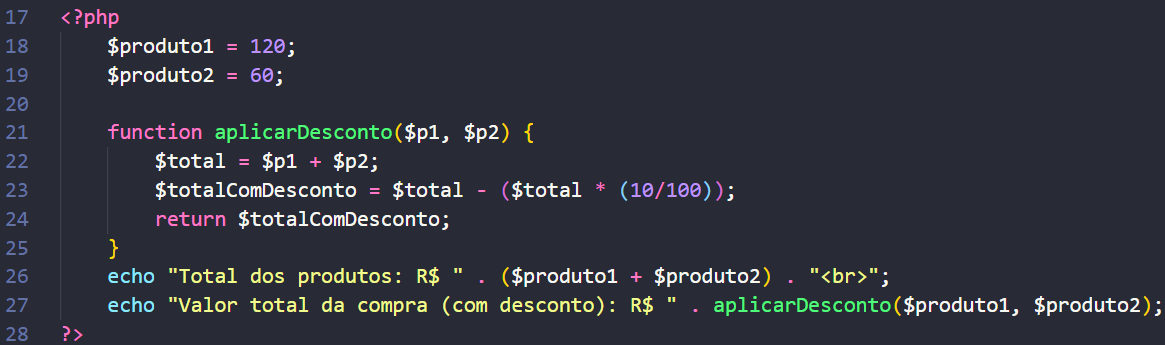 17 <?php
18     $produto1 = 120;
19     $produto2 = 60;
20
21     function aplicarDesconto($p1, $p2) {
22         $total = $p1 + $p2;
23         $totalComDesconto = $total - ($total * (10/100));
24         return $totalComDesconto;
25     }
26     echo "Total dos produtos: R$ " . ($produto1 + $produto2) . "<br>";
27     echo "Valor total da compra (com desconto): R$ " . aplicarDesconto($produto1, $produto2);
28 ?>